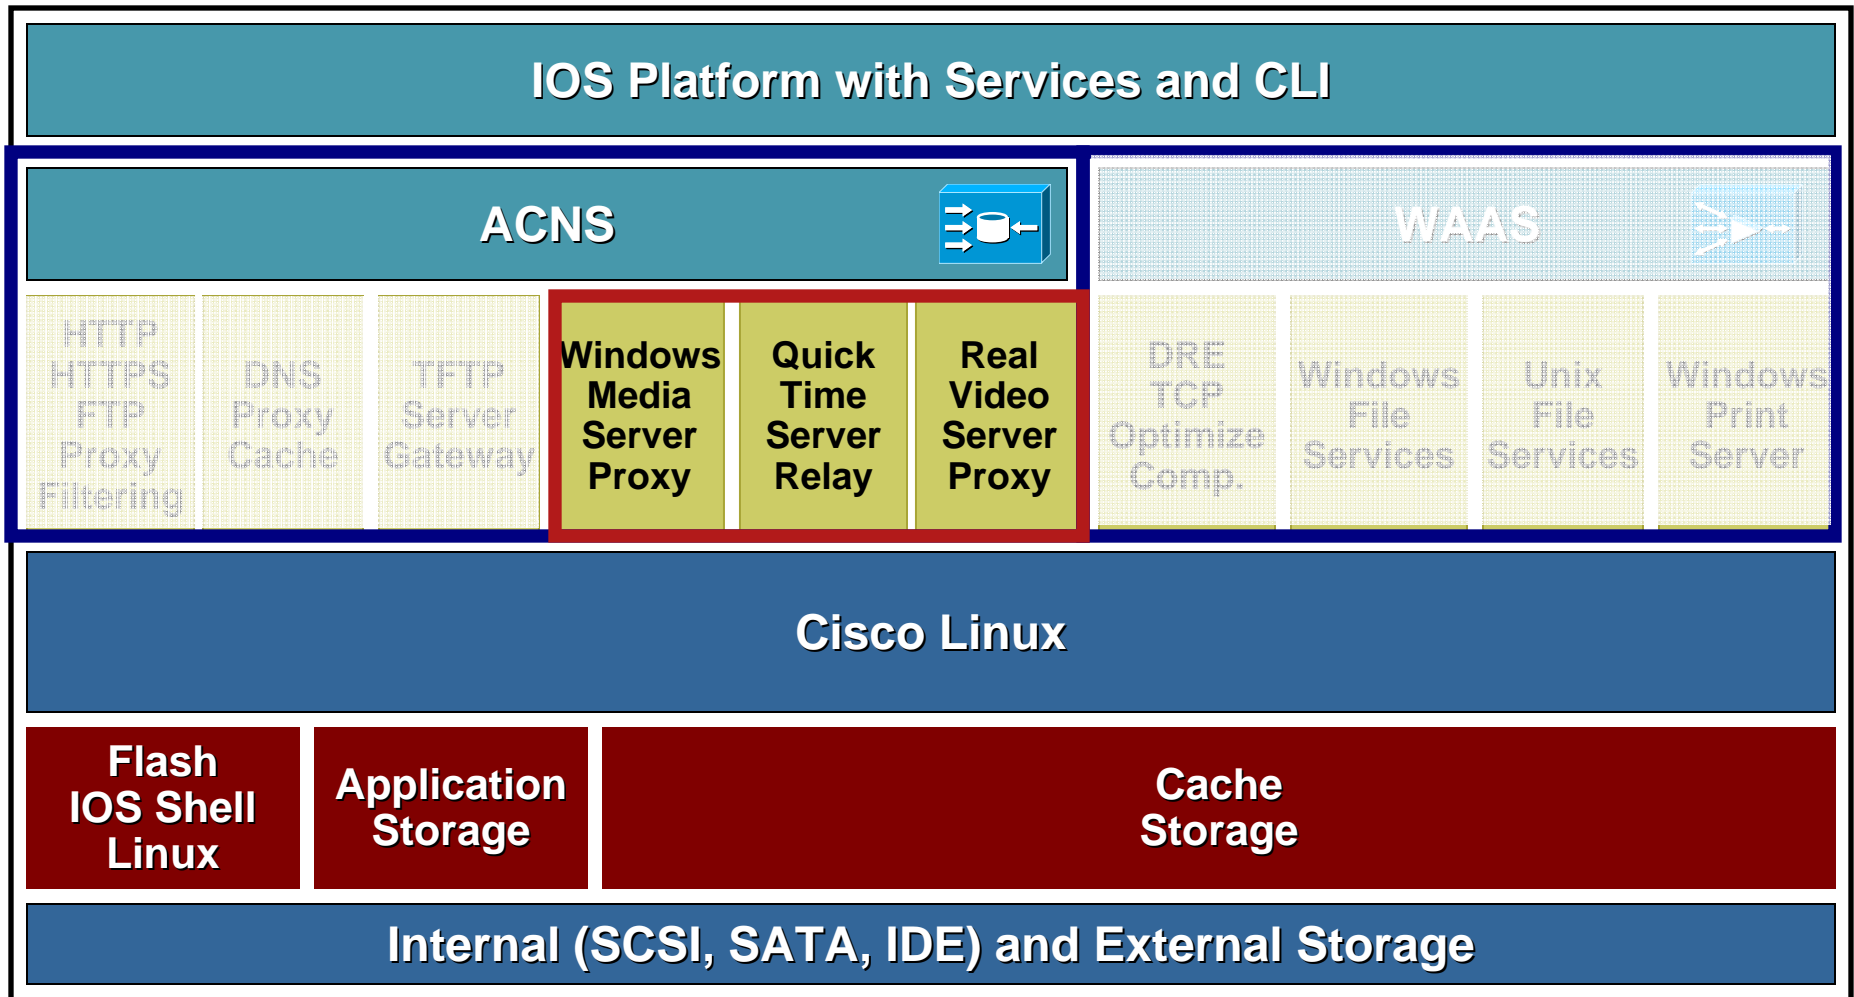 IOS Platform with Services and CLI
ACNS
WAAS
HTTP
HTTPS
FTP
Proxy
Filtering
DNS
Proxy
Cache
TFTP
Server
Gateway
Windows
Media
Server
Proxy
Quick
Time
Server
Relay
Real
Video
Server
Proxy
DRE
TCP
Optimize
Comp.
Windows
File
Services
Unix
File
Services
Windows
Print
Server
Cisco Linux
Flash
IOS Shell
Linux
Application
Storage
Cache
Storage
Internal (SCSI, SATA, IDE) and External Storage